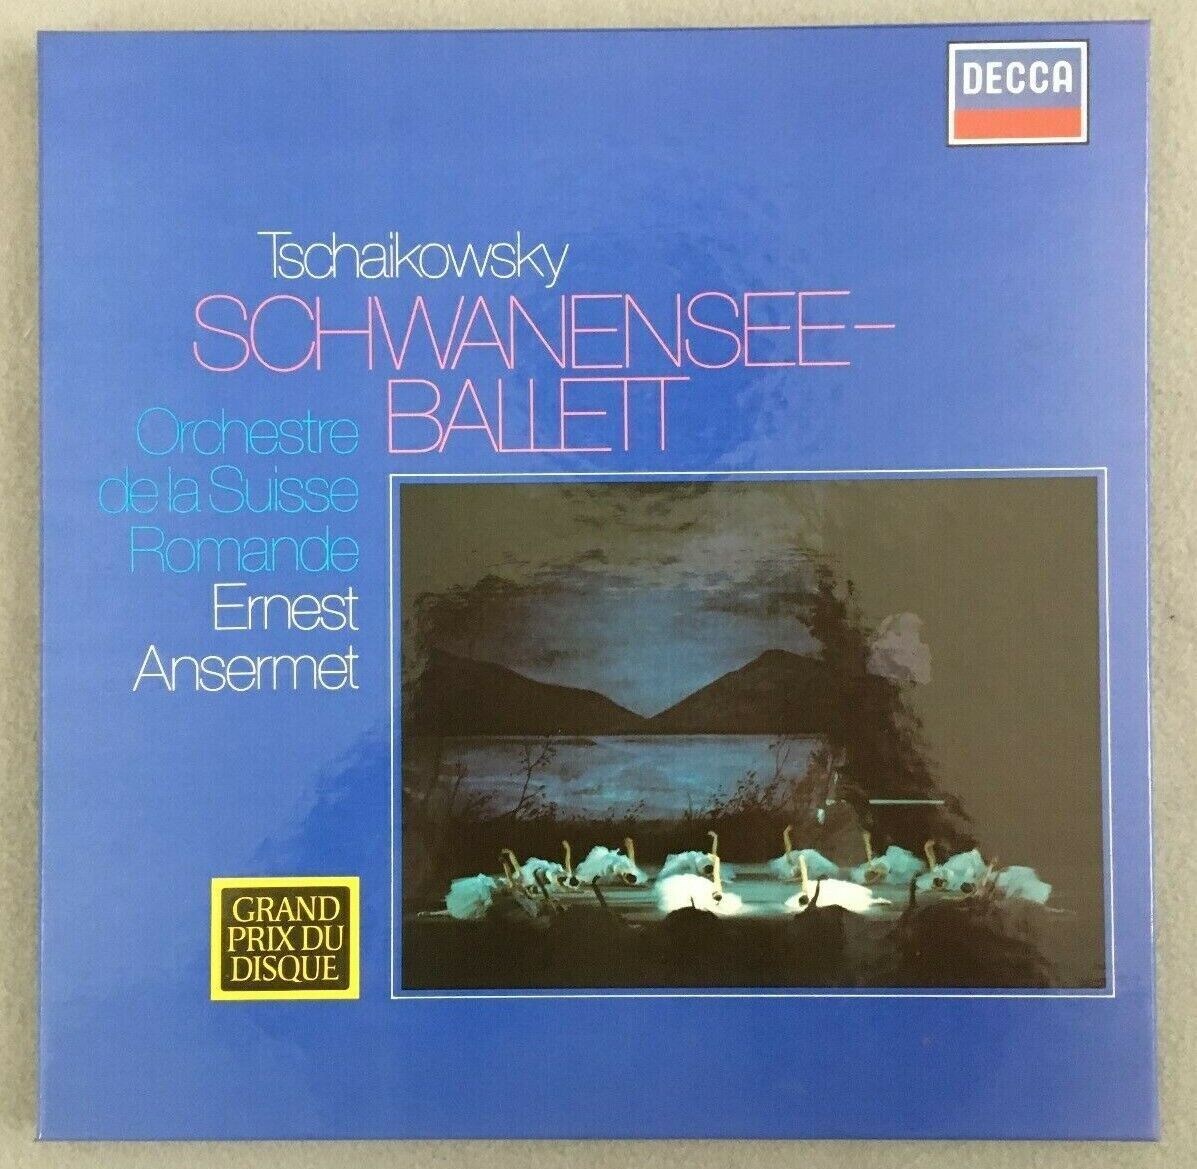 DECCA
Tschaikowsky
SCHWANENSEE-
BALLETT
Orchestre
de la Suisse
Romande
Ernest
Ansermet
GRAND
PRIX DU
DISQUE